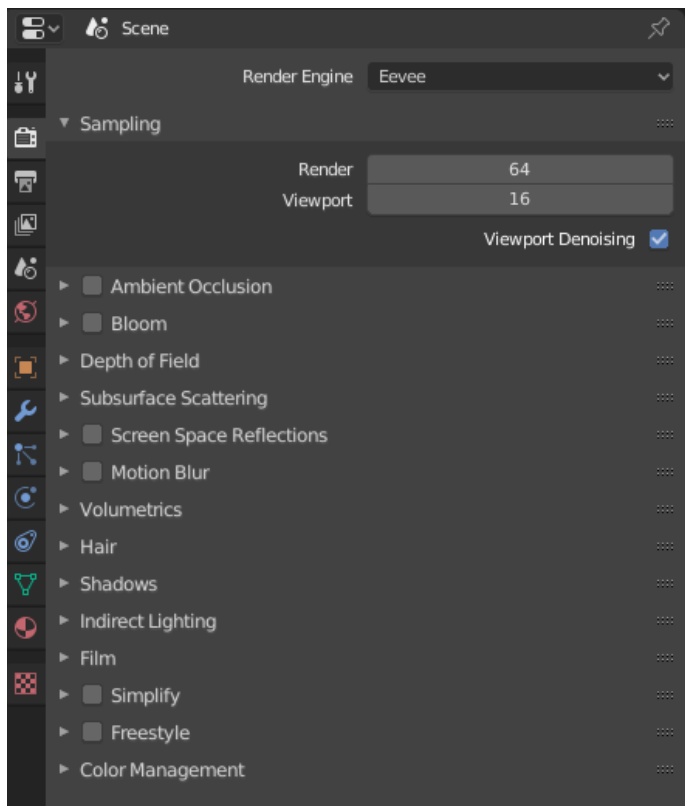 Scene
Render Engine Eevee
Sampling
Render 64
Viewport 16
Viewport Denoising
Ambient Occlusion
Bloom
Depth of Field
Subsurface Scattering
Screen Space Reflections
Motion Blur
Volumetrics
Hair
Shadows
Indirect Lighting
Film
Simplify
Freestyle
Color Management